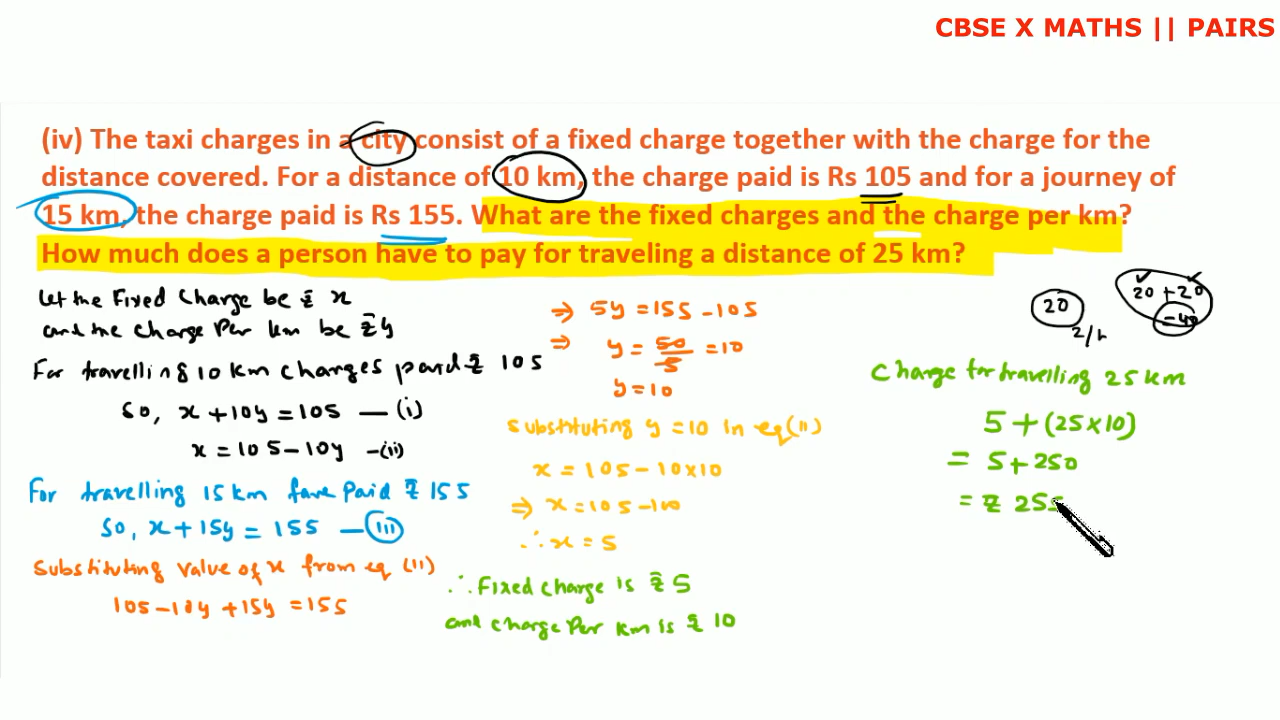 CBSE X MATHS || PAIRS
(iv) The taxi charges in a city consist of a fixed charge together with the charge for the
distance covered. For a distance of 10 km, the charge paid is Rs 105 and for a journey of
15 km, the charge paid is Rs 155. What are the fixed charges and the charge per km?
How much does a person have to pay for traveling a distance of 25 km?
Let the Fixed Charge be ₹ x
and the Charge Per km be ₹ y
For travelling 10 km charges paid ₹ 105
So, x + 10y = 105 — (i)
x = 105 - 10y - (ii)
For travelling 15 km fare paid ₹ 155
So, x + 15y = 155 — (iii)
Substituting value of x from eq (ii)
105 - 10y + 15y = 155
⇒ 5y = 155 - 105
⇒ y = 50/5 = 10
y = 10
Substituting y = 10 in eq (ii)
x = 105 - 10 × 10
⇒ x = 105 - 100
∴ x = 5
∴ Fixed charge is ₹ 5
and charge Per km is ₹ 10
20
2/h
20 + 20
- 40
Charge for travelling 25 km
5 + (25 × 10)
= 5 + 250
= ₹ 255